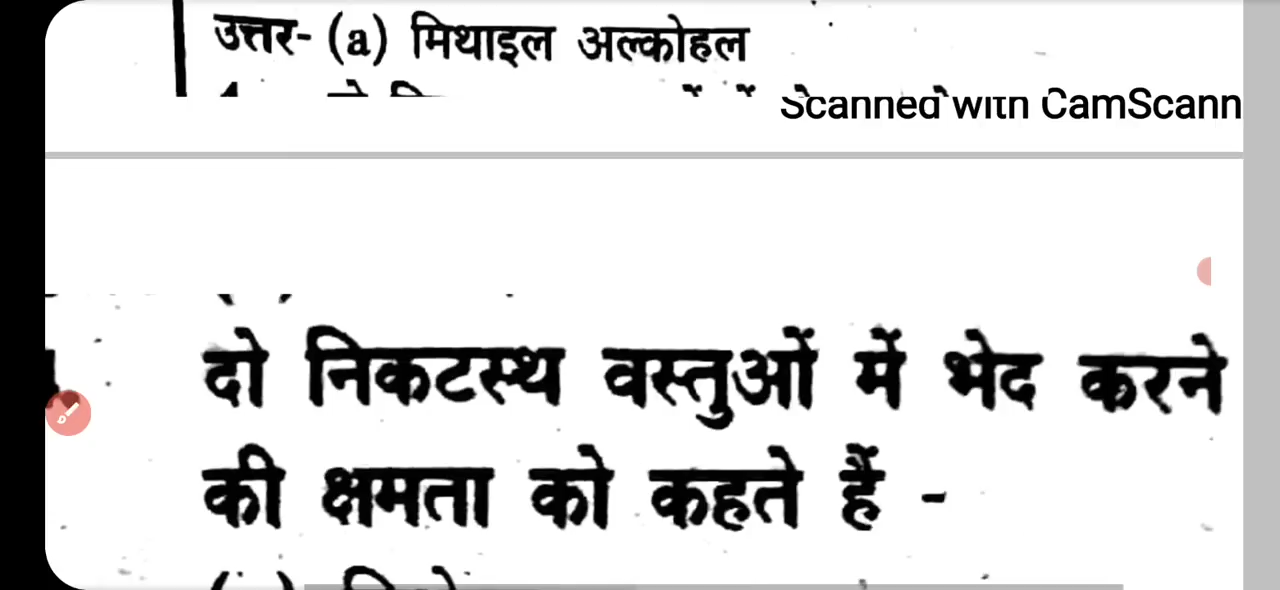 उत्तर- (a) मिथाइल अल्कोहल
Scanned with CamScann
दो निकटस्थ वस्तुओं में भेद करने
की क्षमता को कहते हैं -